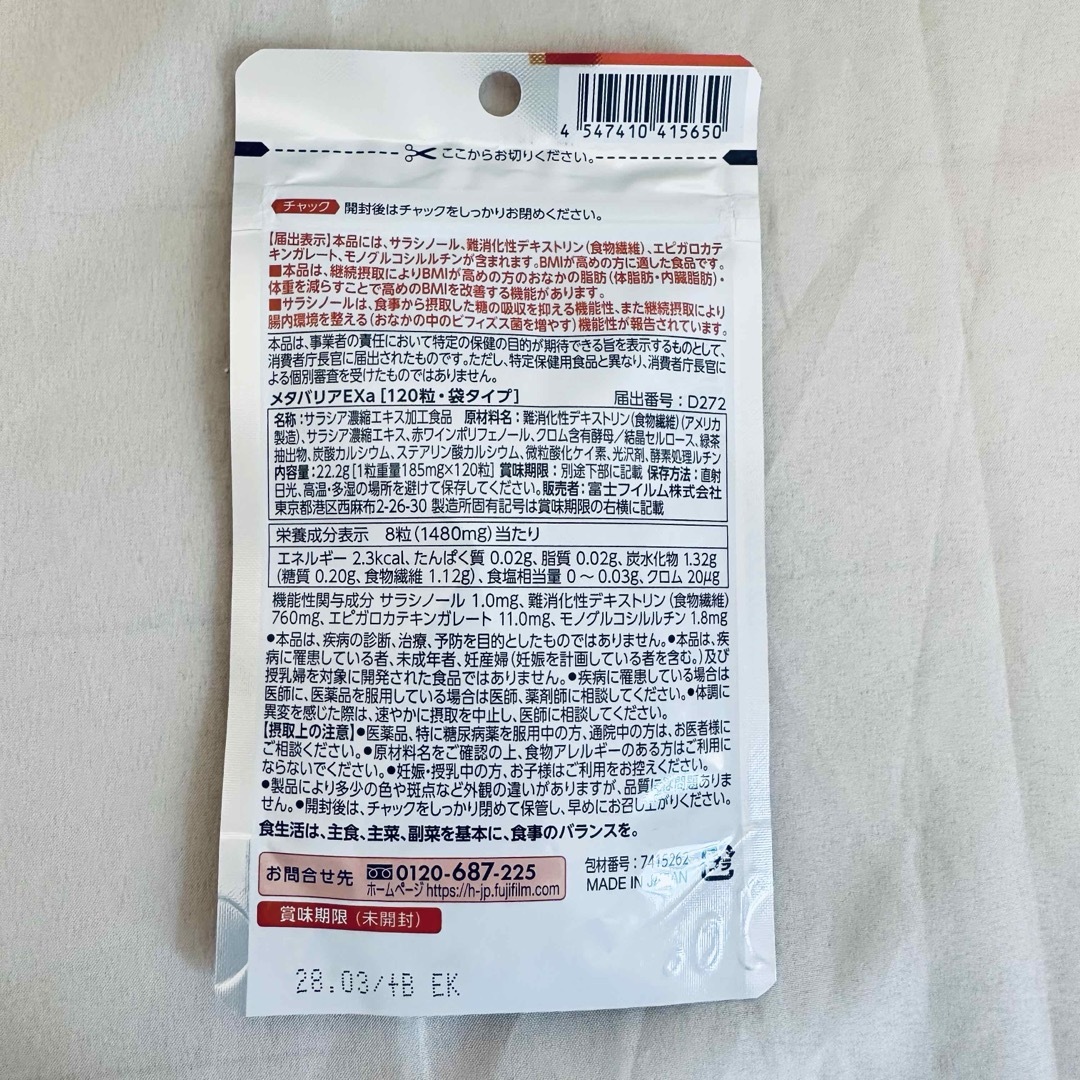 4 547410 415650
ここからお切りください。
チャック 開封後はチャックをしっかりお閉めください。
【届出表示】本品には、サラシノール、難消化性デキストリン(食物繊維)、エピガロカテ
キンガレート、モノグルコシルルチンが含まれます。BMIが高めの方に適した食品です。
■本品は、継続摂取によりBMIが高めの方のおなかの脂肪(体脂肪・内臓脂肪)・
体重を減らすことで高めのBMIを改善する機能があります。
■サラシノールは、食事から摂取した糖の吸収を抑える機能性、また継続摂取により
腸内環境を整える(おなかの中のビフィズス菌を増やす)機能性が報告されています。
本品は、事業者の責任において特定の保健の目的が期待できる旨を表示するものとして、
消費者庁長官に届出されたものです。ただし、特定保健用食品と異なり、消費者庁長官に
よる個別審査を受けたものではありません。
メタバリアEXa [120粒・袋タイプ] 届出番号:D272
名称:サラシア濃縮エキス加工食品 原材料名:難消化性デキストリン(食物繊維)(アメリカ
製造)、サラシア濃縮エキス、赤ワインポリフェノール、クロム含有酵母/結晶セルロース、緑茶
抽出物、炭酸カルシウム、ステアリン酸カルシウム、微粒酸化ケイ素、光沢剤、酵素処理ルチン
内容量:22.2g[1粒重量185mg×120粒] 賞味期限:別途下部に記載 保存方法:直射
日光、高温・多湿の場所を避けて保存してください。販売者:富士フイルム株式会社
東京都港区西麻布2-26-30 製造所固有記号は賞味期限の右横に記載
栄養成分表示 8粒(1480mg)当たり
エネルギー 2.3kcal、たんぱく質 0.02g、脂質 0.02g、炭水化物 1.32g
(糖質 0.20g、食物繊維 1.12g)、食塩相当量 0～0.03g、クロム 20μg
機能性関与成分 サラシノール 1.0mg、難消化性デキストリン(食物繊維)
760mg、エピガロカテキンガレート 11.0mg、モノグルコシルルチン 1.8mg
●本品は、疾病の診断、治療、予防を目的としたものではありません。●本品は、疾
病に罹患している者、未成年者、妊産婦(妊娠を計画している者を含む。)及び
授乳婦を対象に開発された食品ではありません。●疾病に罹患している場合は
医師に、医薬品を服用している場合は医師、薬剤師に相談してください。●体調に
異変を感じた際は、速やかに摂取を中止し、医師に相談してください。
【摂取上の注意】●医薬品、特に糖尿病薬を服用中の方、通院中の方は、お医者様に
ご相談ください。●原材料名をご確認の上、食物アレルギーのある方はご利用に
ならないでください。●妊娠・授乳中の方、お子様はご利用をお控えください。
●製品により多少の色や斑点など外観の違いがありますが、品質には問題ありま
せん。●開封後は、チャックをしっかり閉めて保管し、早めにお召し上がりください。
食生活は、主食、主菜、副菜を基本に、食事のバランスを。
お問合せ先 0120-687-225
ホームページ https://h-jp.fujifilm.com
包材番号:7415262
MADE IN JAPAN
プラ
賞味期限(未開封)
28.03/+B EK